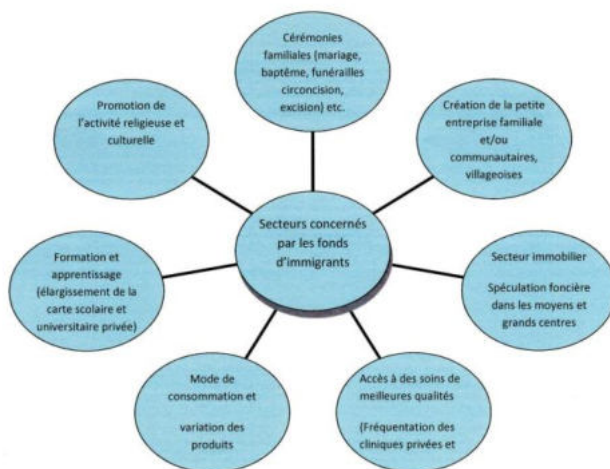 Cérémonies
familiales (mariage,
baptême, funérailles
circoncision,
excision) etc.
Promotion de
l'activité religieuse et
culturelle
Création de la petite
entreprise familiale
et/ou
communautaires,
villageoises
Secteurs concernés
par les fonds
d'immigrants
Formation et
apprentissage
(élargissement de la
carte scolaire et
universitaire privée)
Secteur immobilier
Spéculation foncière
dans les moyens et
grands centres
Mode de
consommation et
variation des
produits
Accès à des soins de
meilleures qualités
(Fréquentation des
cliniques privées et